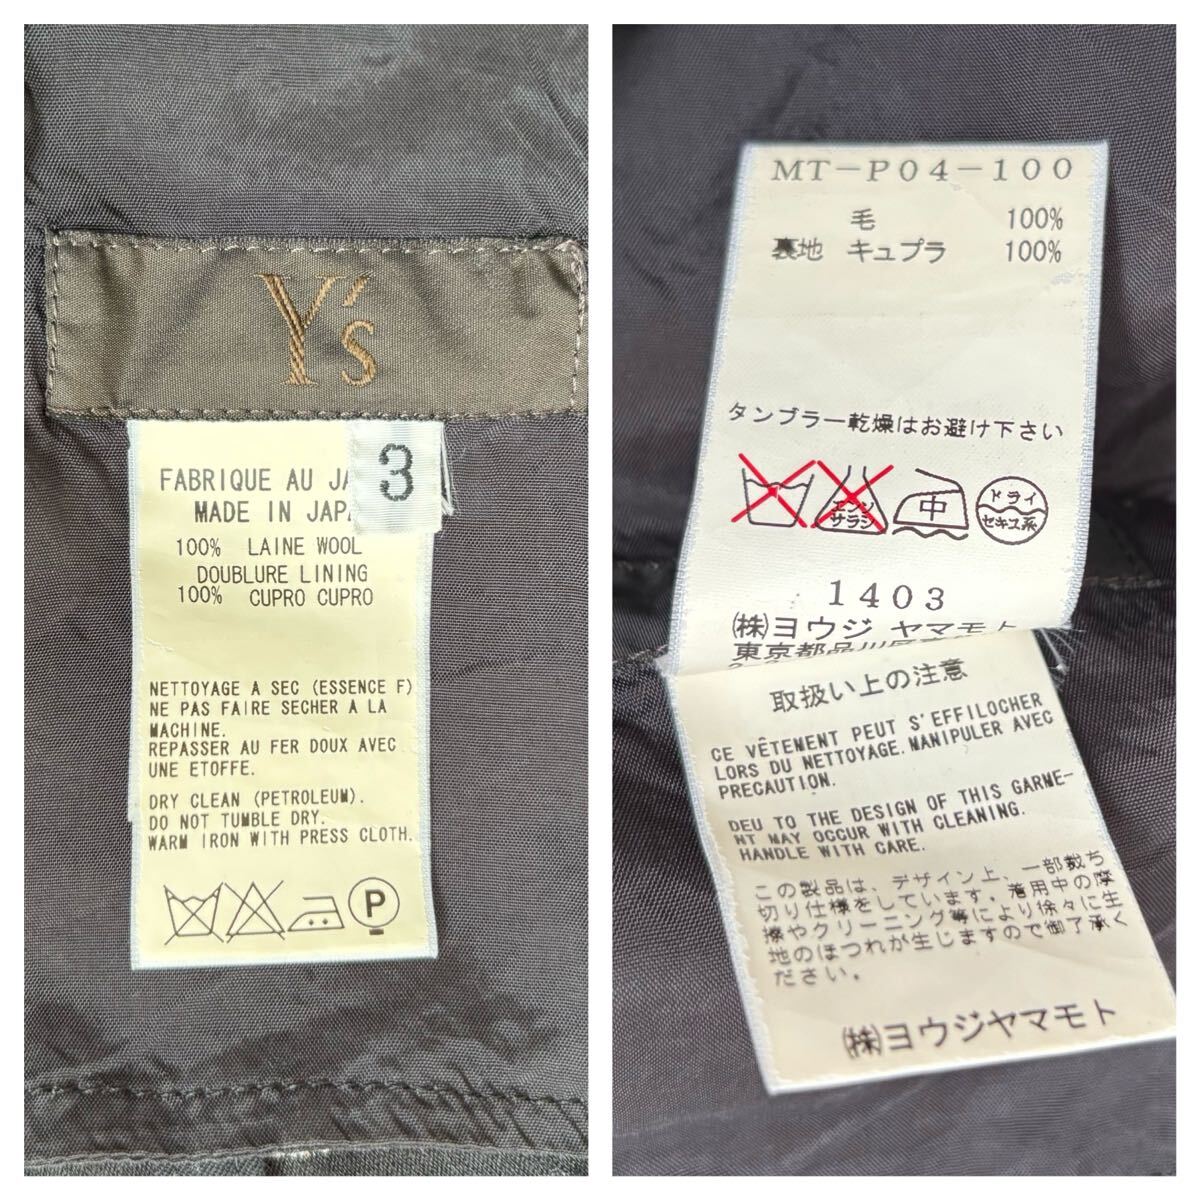 Y's
3
FABRIQUE AU JA
MADE IN JAPA
100% LAINE WOOL
DOUBLURE LINING
100% CUPRO CUPRO
NETTOYAGE A SEC (ESSENCE F)
NE PAS FAIRE SECHER A LA
MACHINE.
REPASSER AU FER DOUX AVEC
UNE ETOFFE.
DRY CLEAN (PETROLEUM).
DO NOT TUMBLE DRY.
WARM IRON WITH PRESS CLOTH.
P
MT-P04-100
毛 100%
裏地 キュプラ 100%
タンブラー乾燥はお避け下さい
エンソ
サラシ
中
ドライ
セキユ系
1403
㈱ヨウジ ヤマモト
東京都品川区
取扱い上の注意
CE VÊTEMENT PEUT S'EFFILOCHER
LORS DU NETTOYAGE. MANIPULER AVEC
PRECAUTION.
DEU TO THE DESIGN OF THIS GARME-
NT MAY OCCUR WITH CLEANING.
HANDLE WITH CARE.
この製品は、デザイン上、一部裁ち
切り仕様をしています。着用中の摩
擦やクリーニング等により徐々に生
地のほつれが生じますので御了承く
ださい。
㈱ヨウジヤマモト